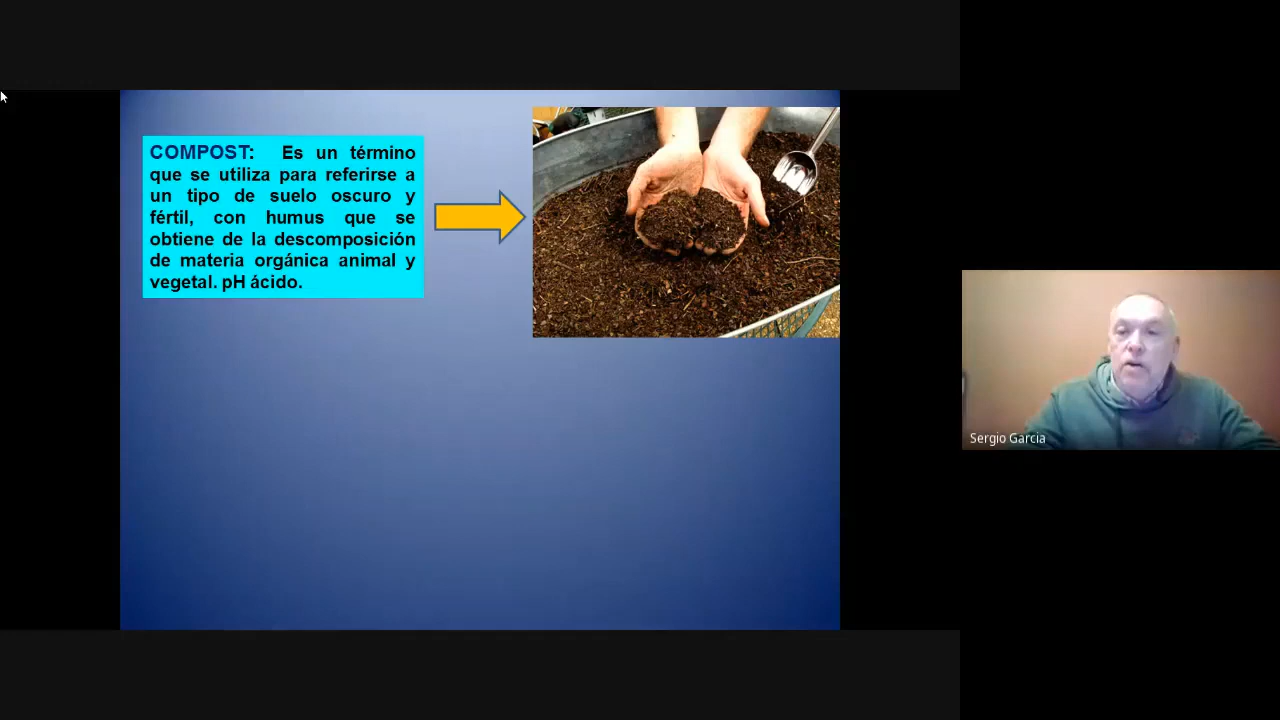 COMPOST: Es un término
que se utiliza para referirse a
un tipo de suelo oscuro y
fértil, con humus que se
obtiene de la descomposición
de materia orgánica animal y
vegetal. pH ácido.
Sergio Garcia